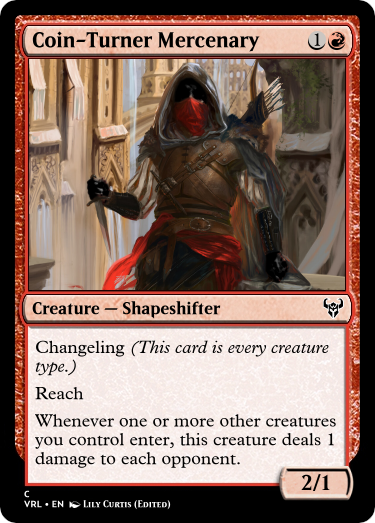 Coin-Turner Mercenary 1
Creature — Shapeshifter
Changeling (This card is every creature
type.)
Reach
Whenever one or more other creatures
you control enter, this creature deals 1
damage to each opponent.
2/1
C
VRL • EN Lily Curtis (Edited)